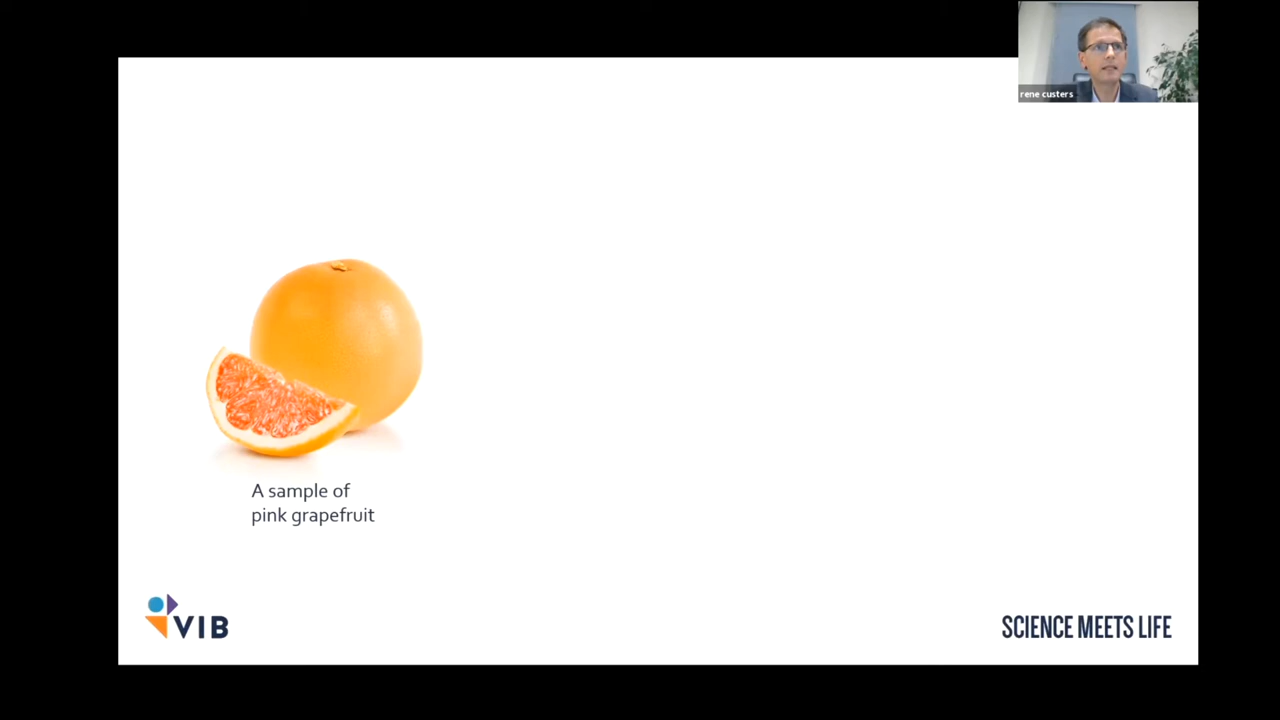 rene custers
A sample of
pink grapefruit
VIB
SCIENCE MEETS LIFE